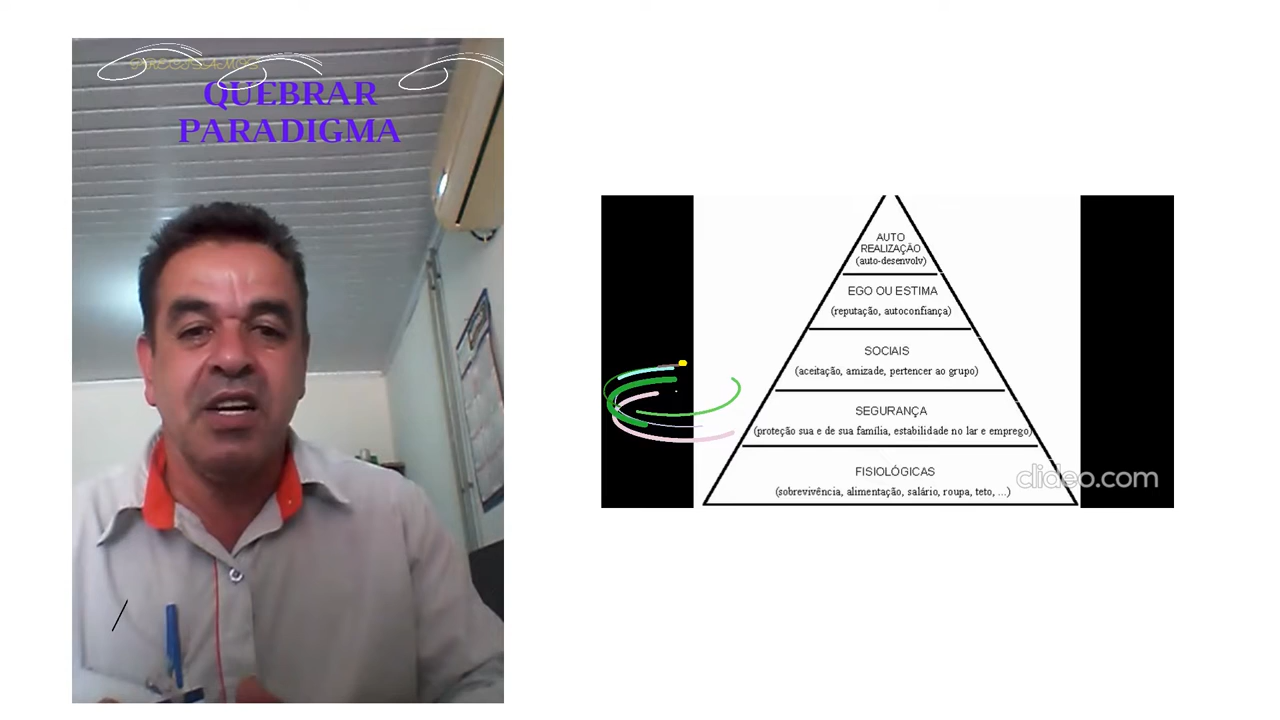 PRECISAMOS
QUEBRAR
PARADIGMA
AUTO
REALIZAÇÃO
(auto-desenvolv)
EGO OU ESTIMA
(reputação, autoconfiança)
SOCIAIS
(aceitação, amizade, pertencer ao grupo)
SEGURANÇA
(proteção sua e de sua família, estabilidade no lar e emprego)
FISIOLÓGICAS
(sobrevivência, alimentação, salário, roupa, teto, ...)
clideo.com